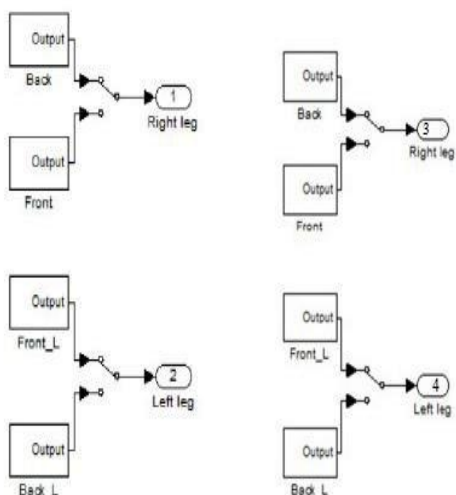 Output
Back
1
Right leg
Output
Front
Output
Back
3
Right leg
Output
Front
Output
Front_L
2
Left leg
Output
Back_L
Output
Front_L
4
Left leg
Output
Back_L